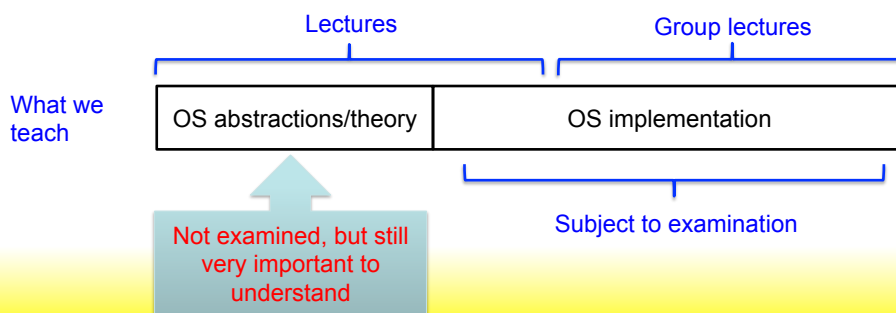 Lectures
Group lectures
What we
teach
OS abstractions/theory
OS implementation
Subject to examination
Not examined, but still
very important to
understand